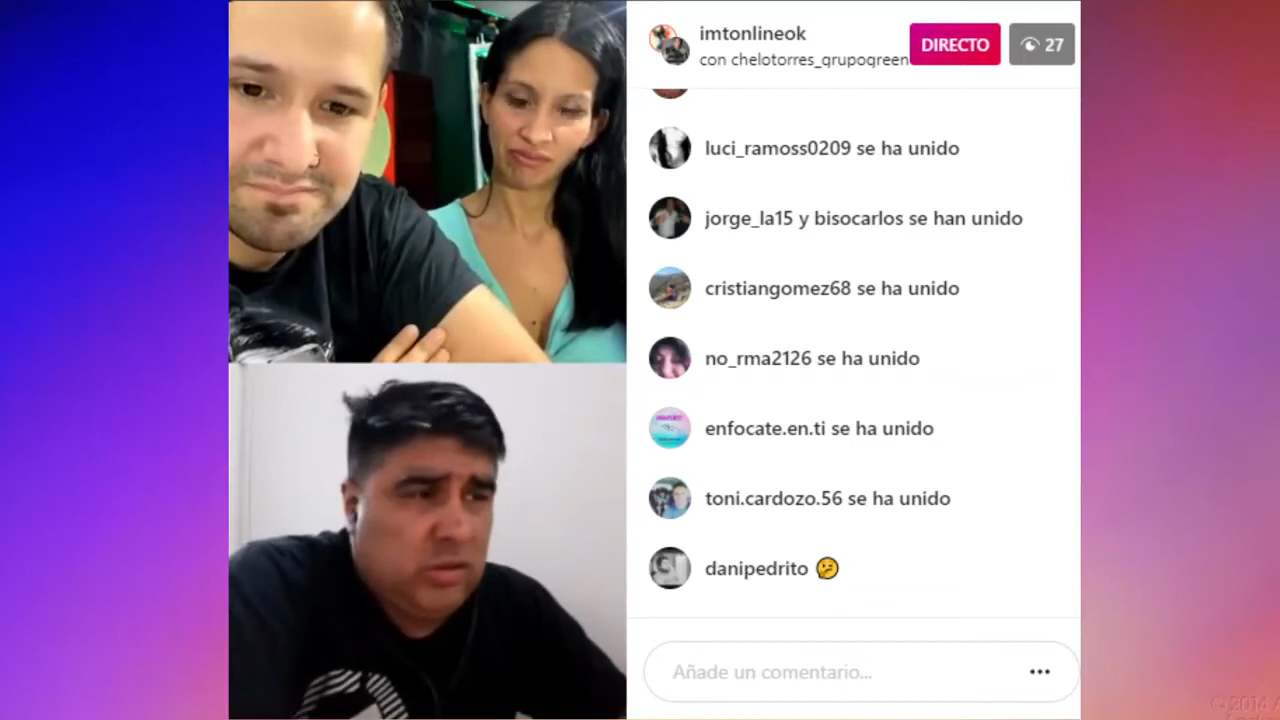 imtonlineok
con chelotorres_grupogreen
DIRECTO
27
luci_ramoss0209 se ha unido
jorge_la15 y bisocarlos se han unido
cristiangomez68 se ha unido
no_rma2126 se ha unido
enfocate.en.ti se ha unido
toni.cardozo.56 se ha unido
danipedrito 🫤
Añade un comentario...
© 2014